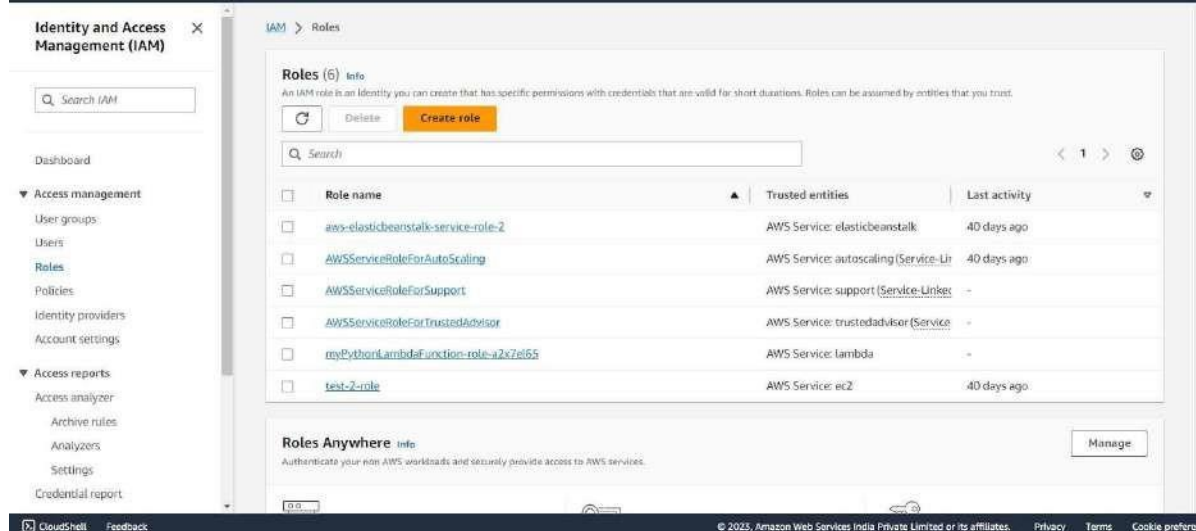 Identity and Access
Management (IAM)
Search IAM
Dashboard
Access management
User groups
Users
Roles
Policies
Identity providers
Account settings
Access reports
Access analyzer
Archive rules
Analyzers
Settings
Credential report
IAM > Roles
Roles (6) Info
An IAM role is an identity you can create that has specific permissions with credentials that are valid for short durations. Roles can be assumed by entities that you trust.
Delete Create role
Search
1
Role name Trusted entities Last activity
aws-elasticbeanstalk-service-role-2 AWS Service: elasticbeanstalk 40 days ago
AWSServiceRoleForAutoScaling AWS Service: autoscaling (Service-Lin 40 days ago
AWSServiceRoleForSupport AWS Service: support (Service-Linkec -
AWSServiceRoleForTrustedAdvisor AWS Service: trustedadvisor (Service -
myPythonLambdaFunction-role-a2x7el65 AWS Service: lambda -
test-2-role AWS Service: ec2 40 days ago
Roles Anywhere Info
Manage
Authenticate your non AWS workloads and securely provide access to AWS services.
CloudShell Feedback © 2023, Amazon Web Services India Private Limited or its affiliates. Privacy Terms Cookie prefere